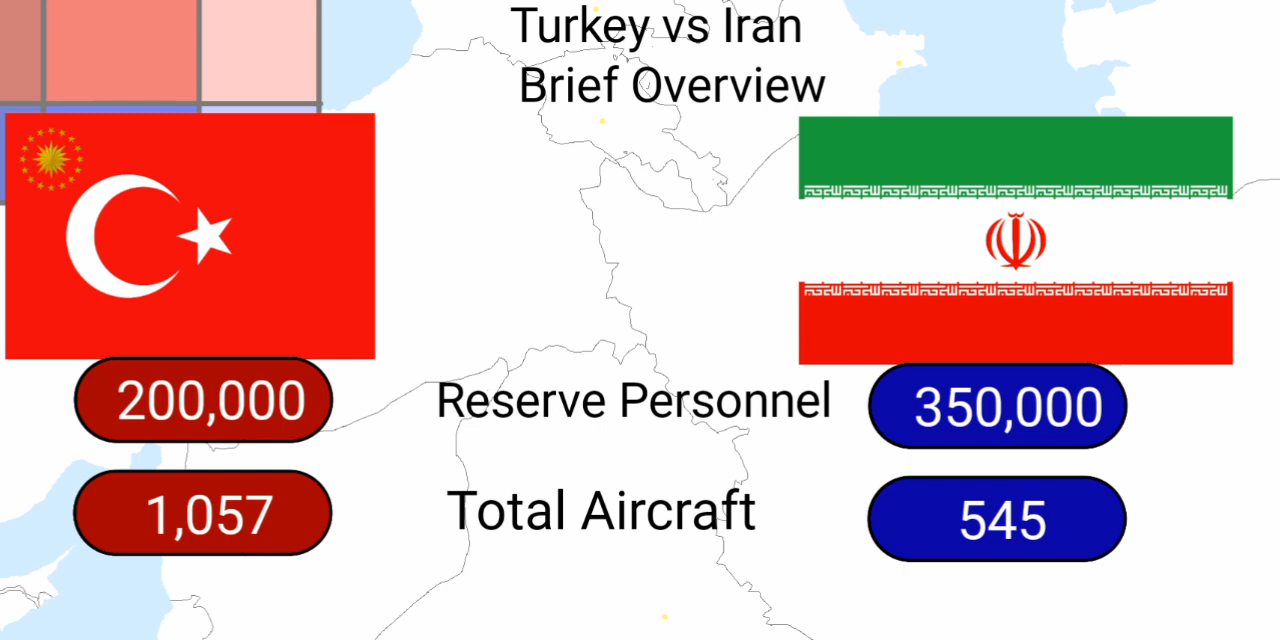 Turkey vs Iran
Brief Overview
200,000
Reserve Personnel
350,000
1,057
Total Aircraft
545